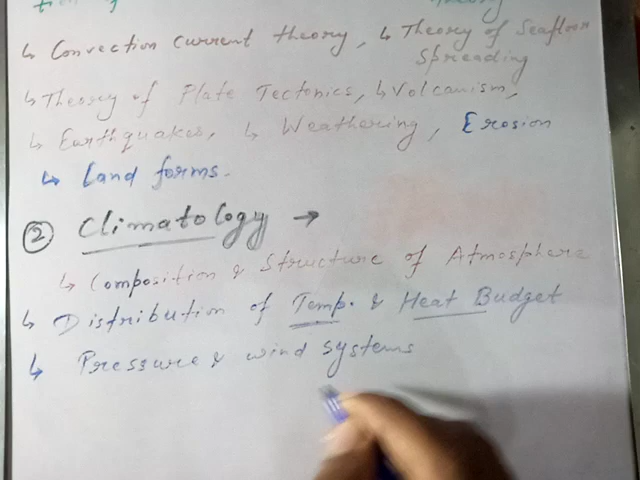 ↳ Convection current theory, ↳ Theory of Seafloor Spreading
↳ Theory of Plate Tectonics, ↳ Volcanism,
↳ Earthquakes, ↳ Weathering, Erosion
↳ Land forms.
② Climatology →
↳ Composition & Structure of Atmosphere
↳ Distribution of Temp. & Heat Budget
↳ Pressure & wind systems